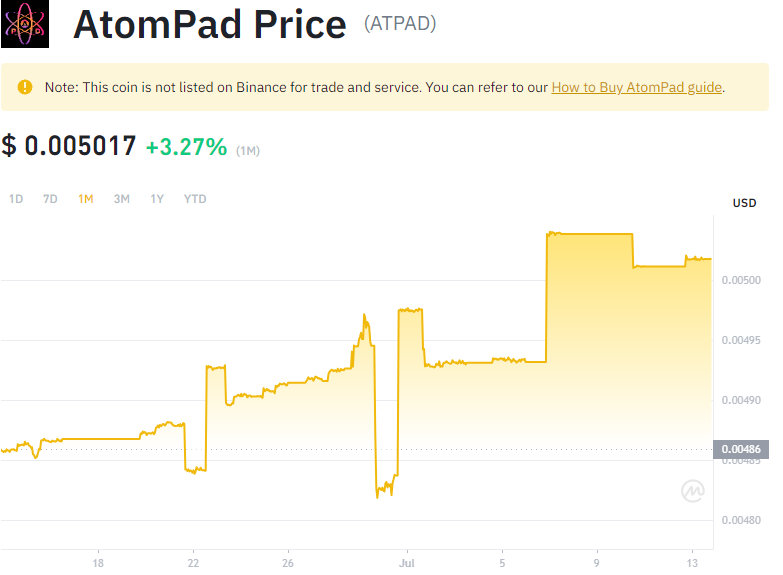 AtomPad Price (ATPAD)
Note: This coin is not listed on Binance for trade and service. You can refer to our How to Buy AtomPad guide.
$ 0.005017 +3.27% (1M)
1D 7D 1M 3M 1Y YTD
USD
0.00500
0.00495
0.00490
0.00486
0.00485
0.00480
18 22 26 Jul 5 9 13